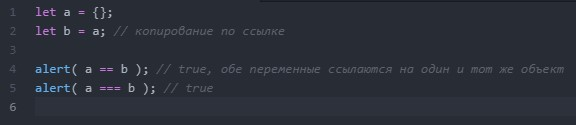 1 let a = {};
2 let b = a; // копирование по ссылке
3
4 alert( a == b ); // true, обе переменные ссылаются на один и тот же объект
5 alert( a === b ); // true
6